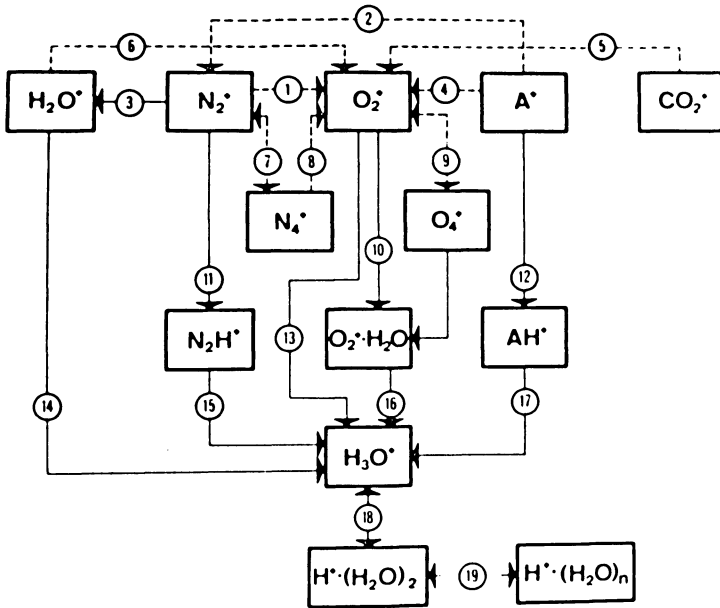 2
6
5
H₂O⁺
3
N₂⁺
1
O₂⁺
4
A⁺
CO₂⁺
7
8
9
N₄⁺
O₄⁺
10
11
12
N₂H⁺
13
O₂⁺·H₂O
AH⁺
14
15
16
17
H₃O⁺
18
H⁺·(H₂O)₂
19
H⁺·(H₂O)n